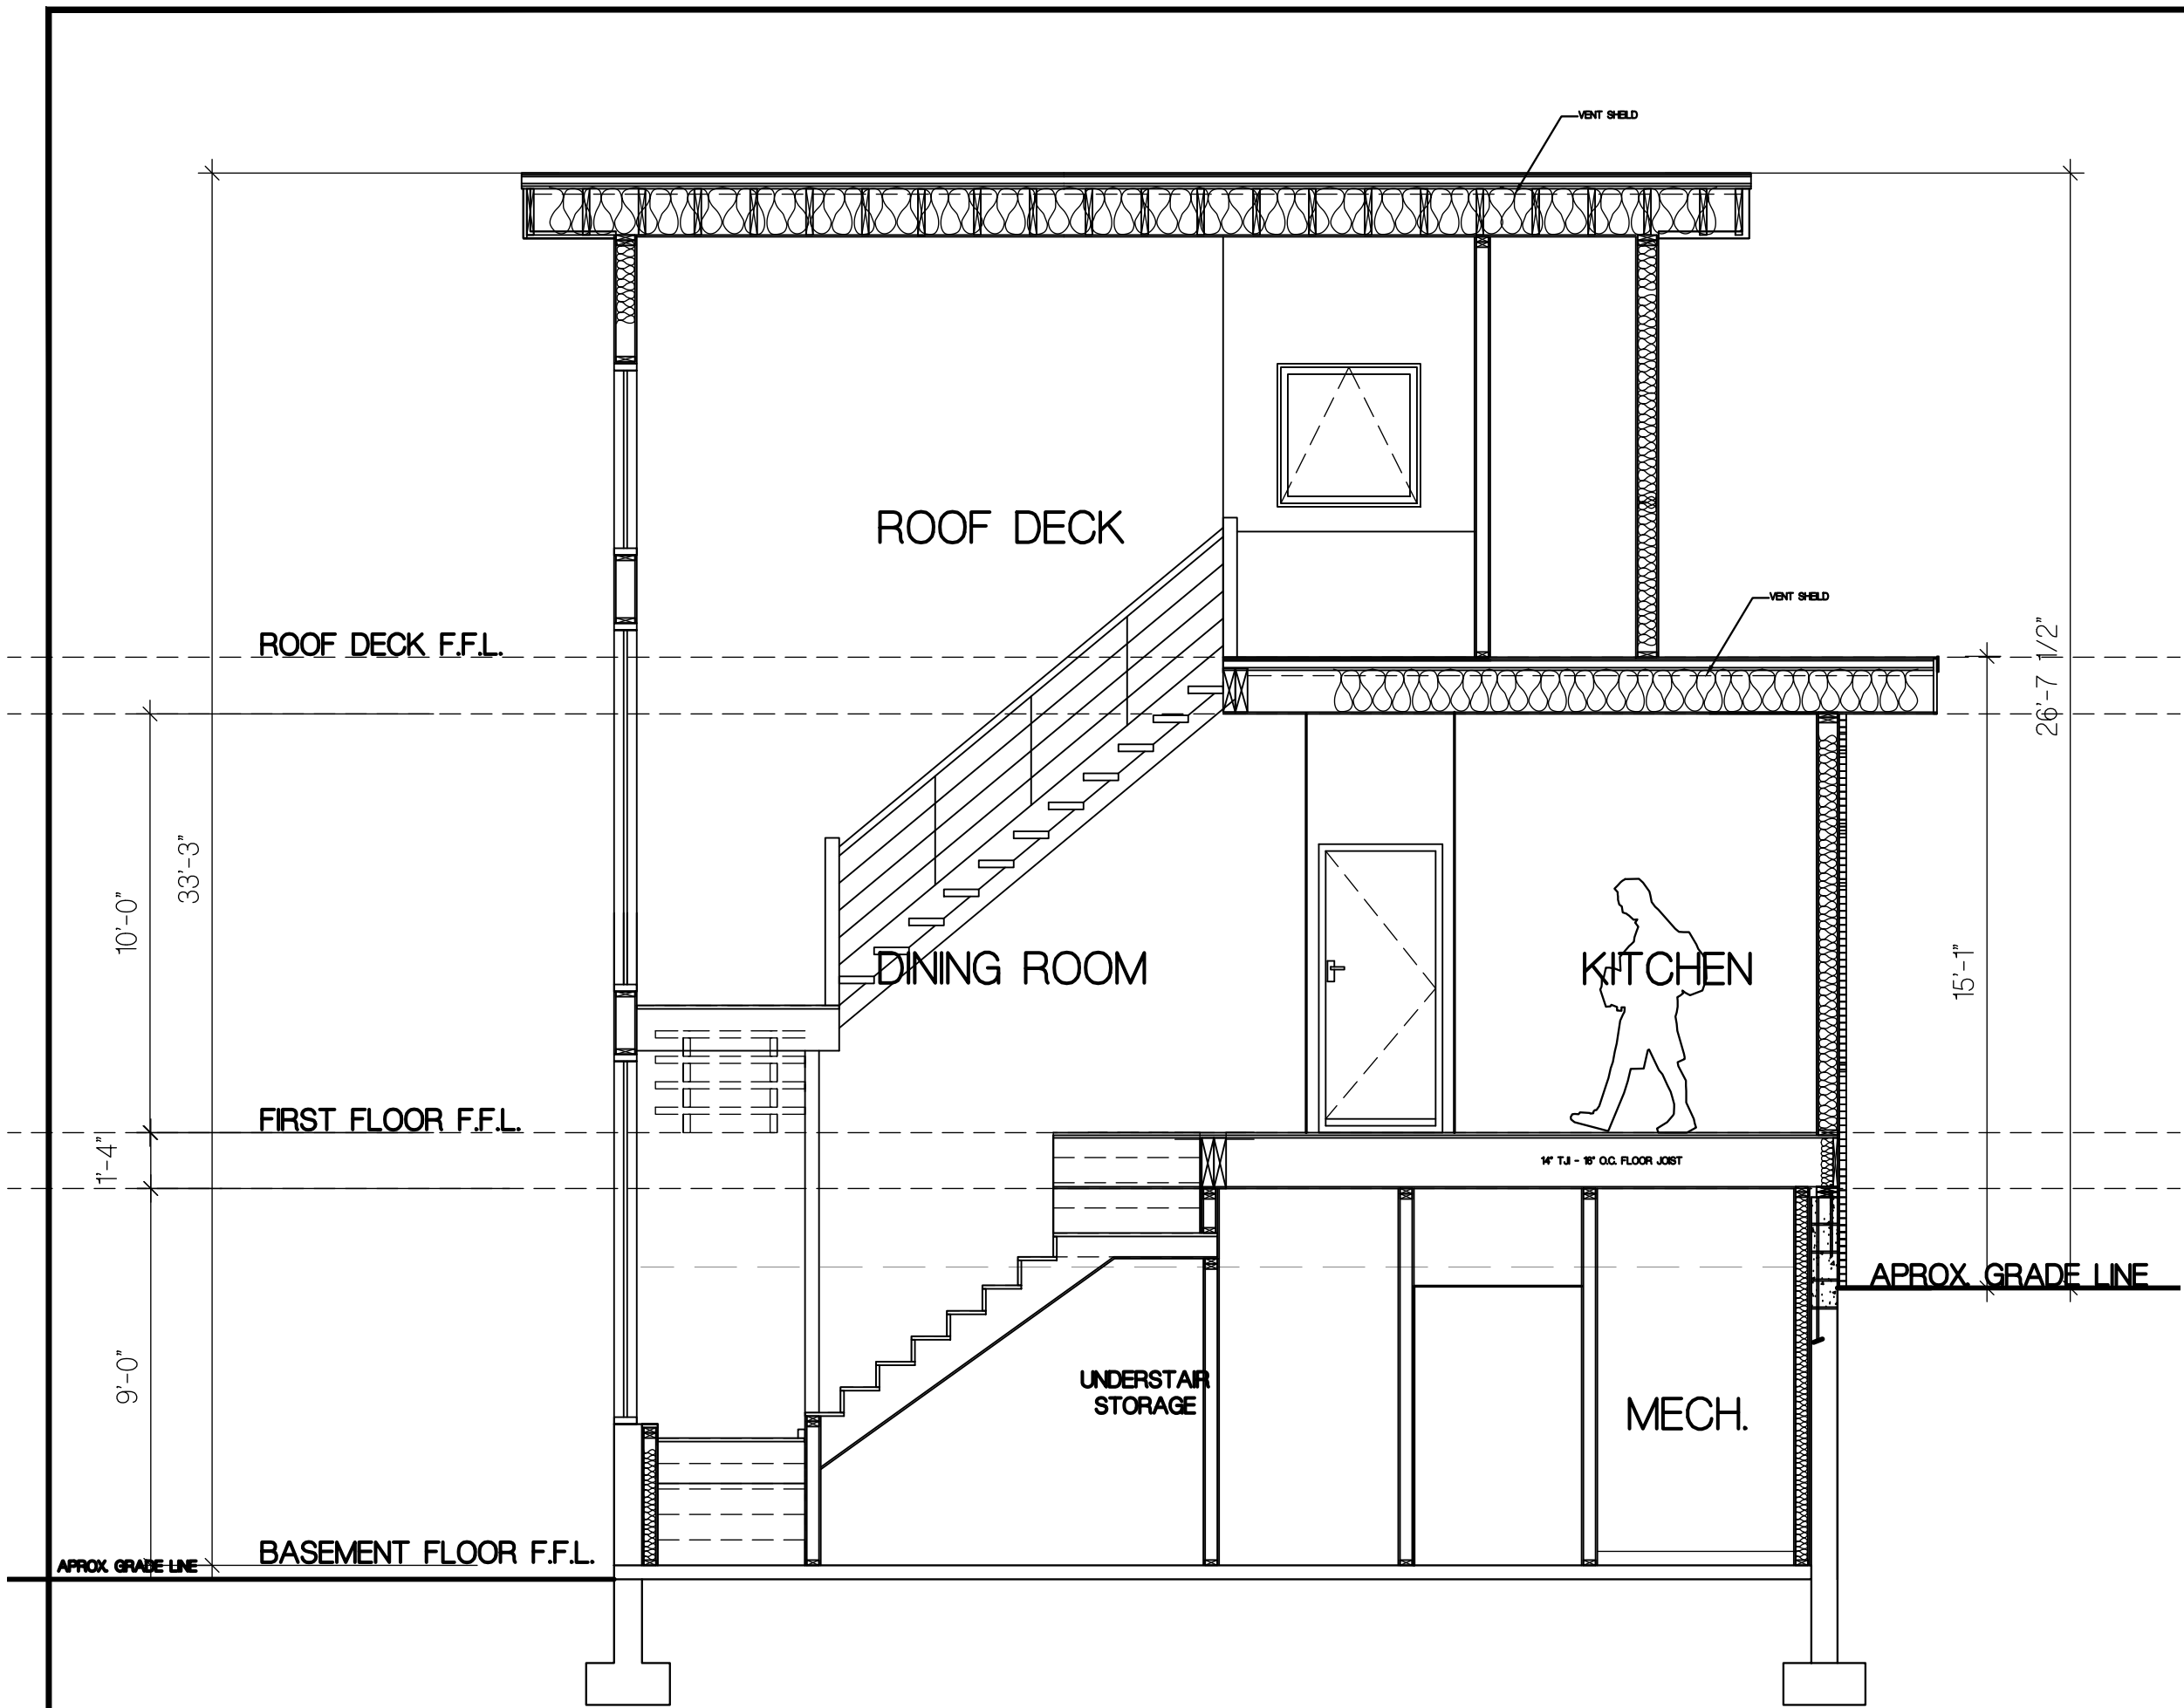 VENT SHEILD
ROOF DECK
VENT SHEILD
ROOF DECK F.F.L.
26'-7 1/2"
33'-3"
10'-0"
DINING ROOM
KITCHEN
15'-1"
FIRST FLOOR F.F.L.
1'-4"
14" TJI - 16" O.C. FLOOR JOIST
APROX. GRADE LINE
9'-0"
UNDERSTAIR
STORAGE
MECH.
BASEMENT FLOOR F.F.L.
APROX. GRADE LINE